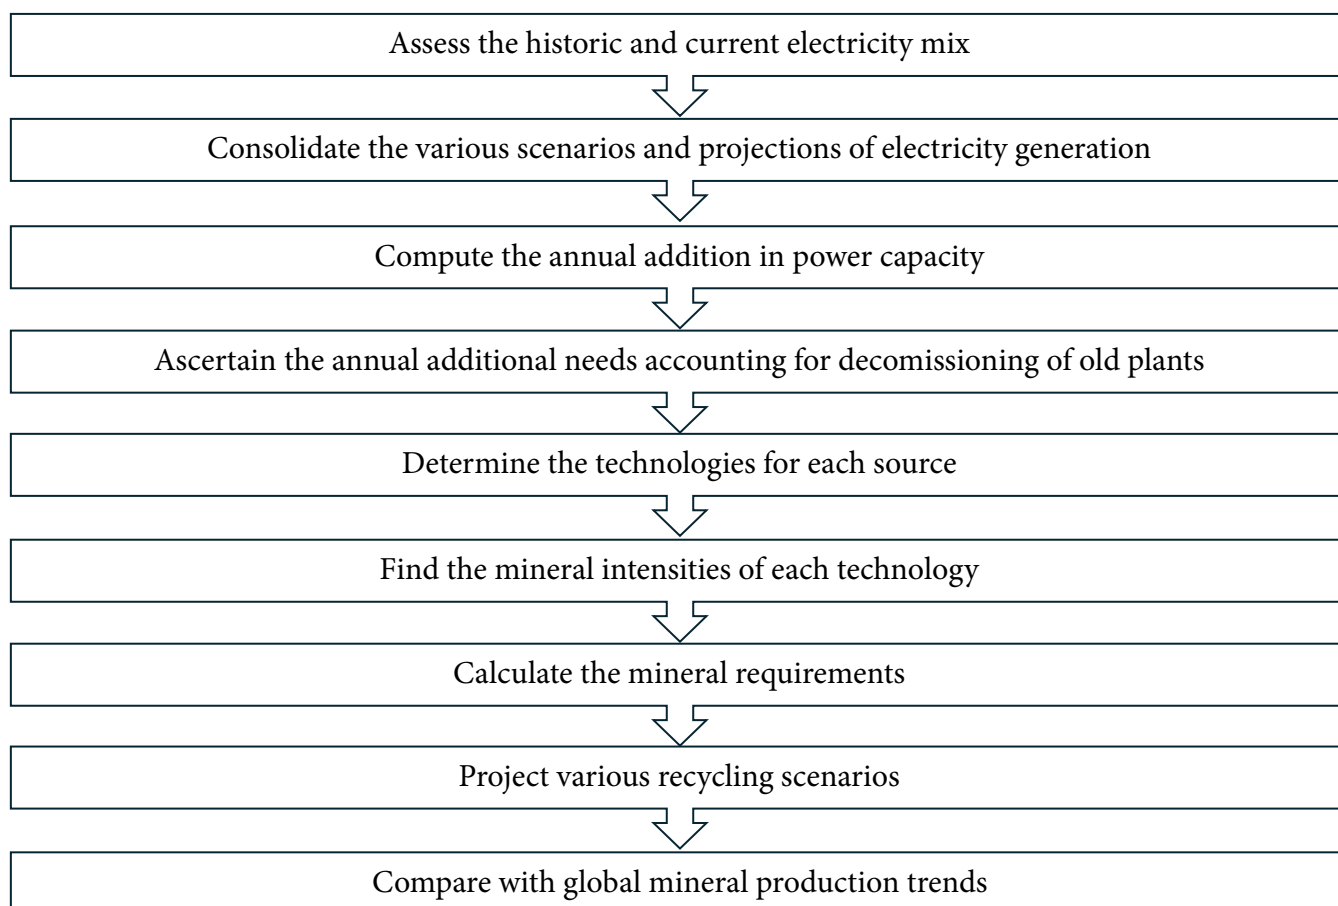 Assess the historic and current electricity mix
Consolidate the various scenarios and projections of electricity generation
Compute the annual addition in power capacity
Ascertain the annual additional needs accounting for decomissioning of old plants
Determine the technologies for each source
Find the mineral intensities of each technology
Calculate the mineral requirements
Project various recycling scenarios
Compare with global mineral production trends